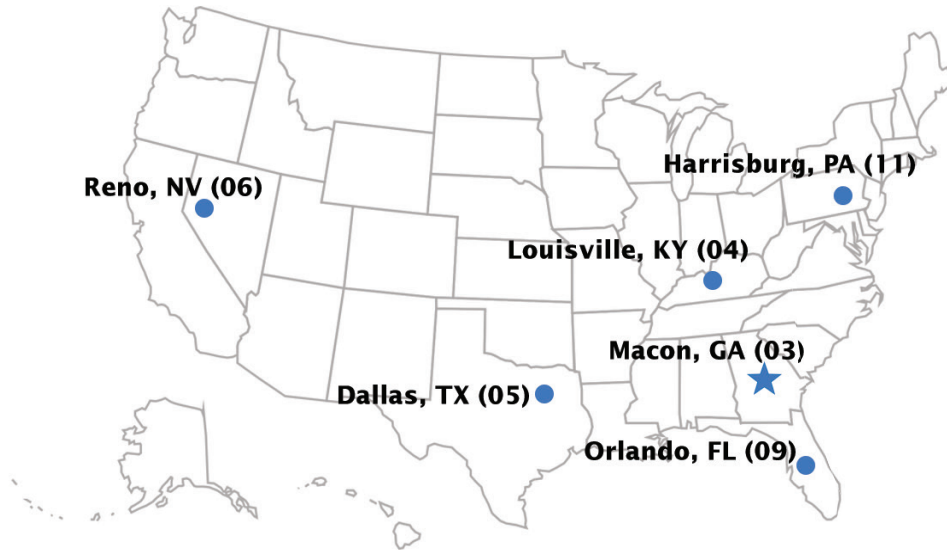 Harrisburg, PA (11)
Reno, NV (06)
Louisville, KY (04)
Macon, GA (03)
Dallas, TX (05)
Orlando, FL (09)